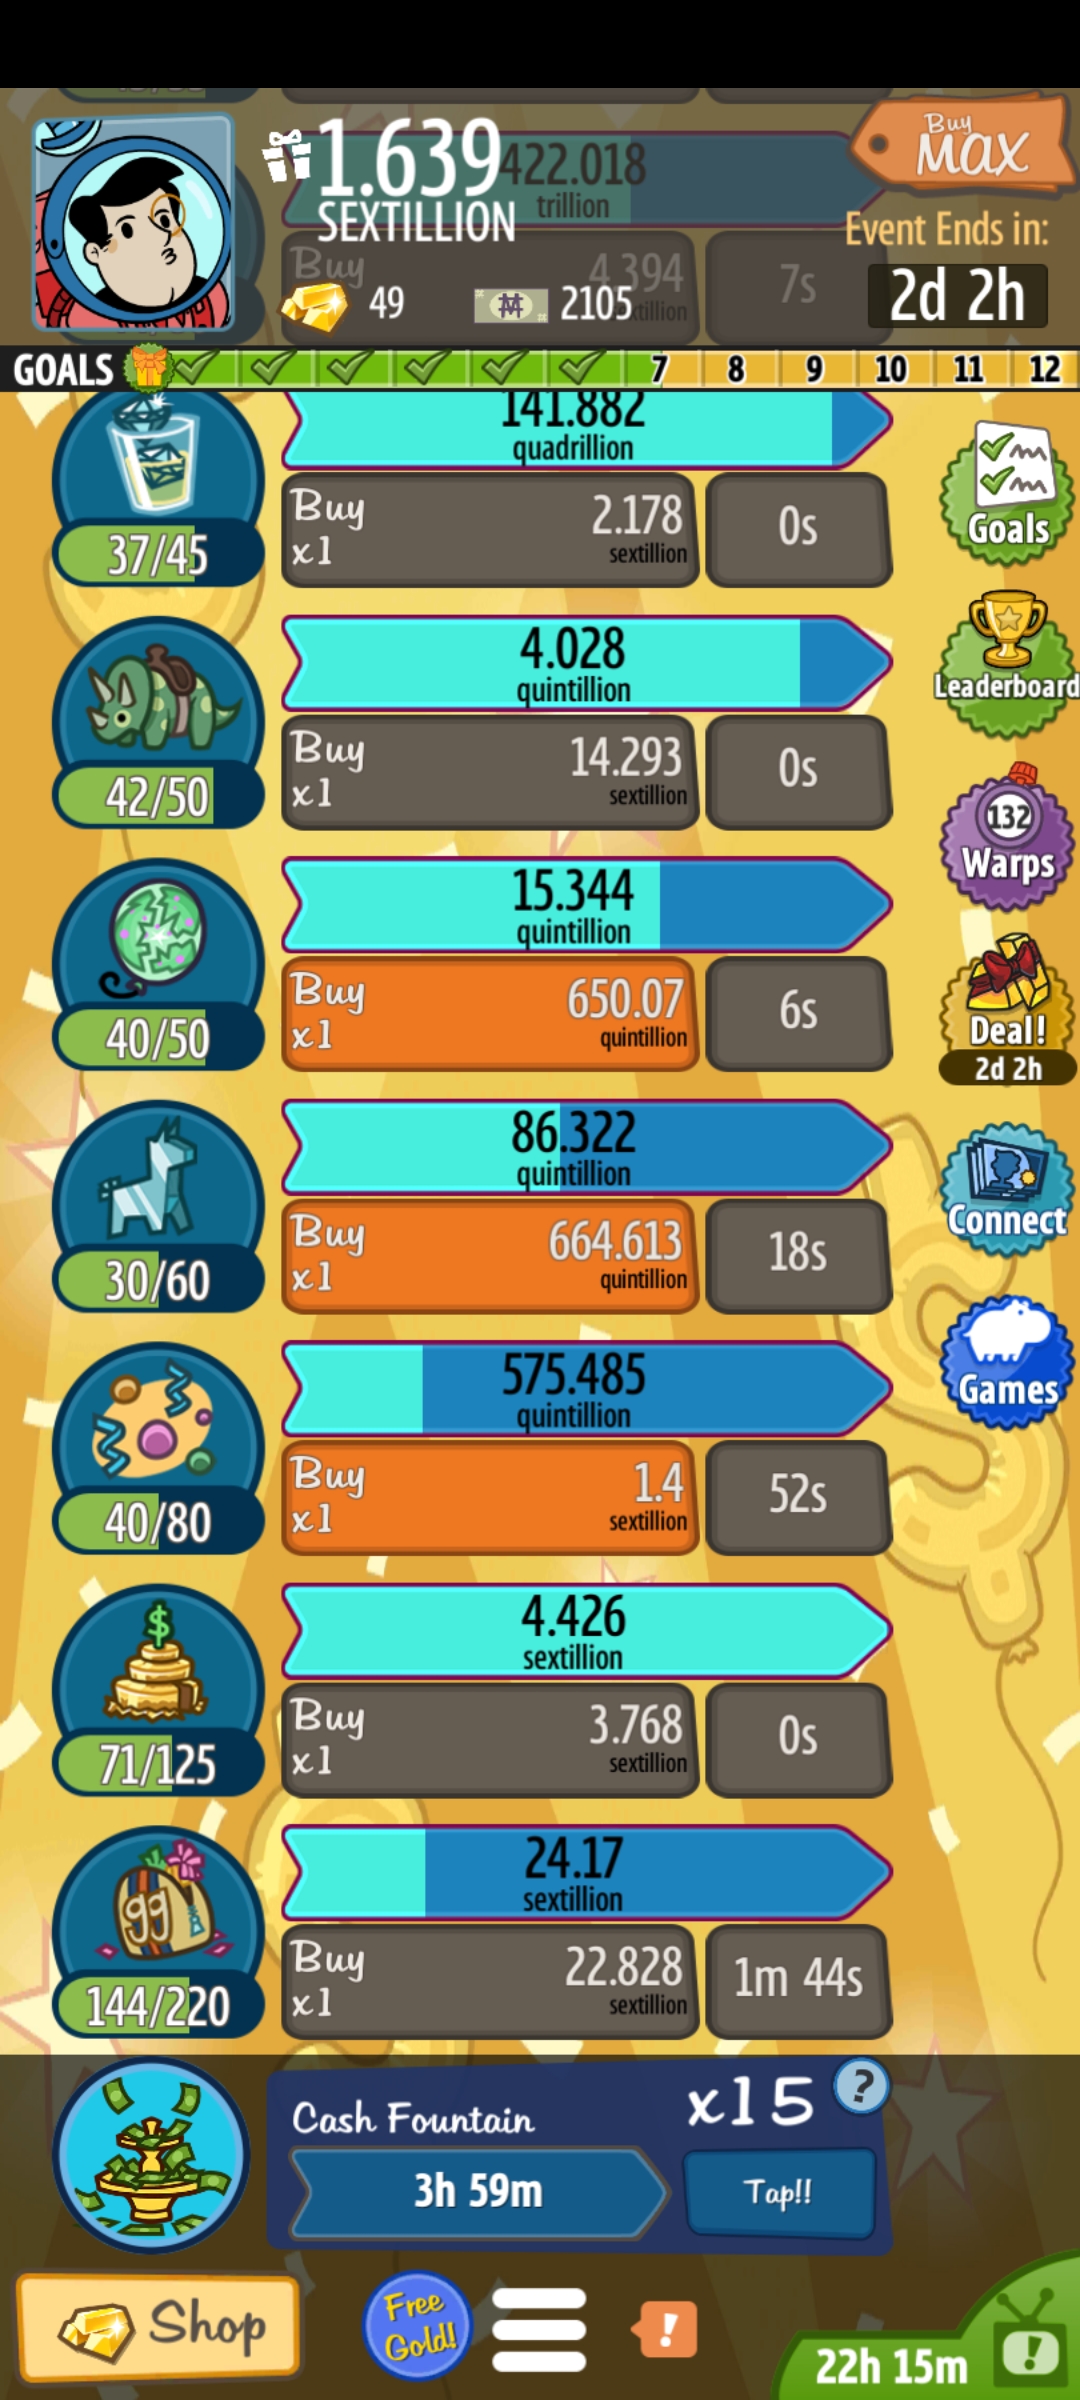 1.639
SEXTILLION
422.018
trillion
Buy
MAX
Event Ends in:
2d 2h
Buy
4.394
7s
49
2105
GOALS
7
8
9
10
11
12
141.882
quadrillion
Buy
x1
2.178
sextillion
0s
37/45
Goals
4.028
quintillion
Buy
x1
14.293
sextillion
0s
42/50
Leaderboard
15.344
quintillion
Buy
x1
650.07
quintillion
6s
40/50
132
Warps
Deal!
2d 2h
86.322
quintillion
Buy
x1
664.613
quintillion
18s
30/60
Connect
575.485
quintillion
Buy
x1
1.4
sextillion
52s
40/80
Games
$
4.426
sextillion
Buy
x1
3.768
sextillion
0s
71/125
gg
24.17
sextillion
Buy
x1
22.828
sextillion
1m 44s
144/220
Cash Fountain
x15
?
3h 59m
Tap!!
Shop
Free
Gold!
!
22h 15m
!